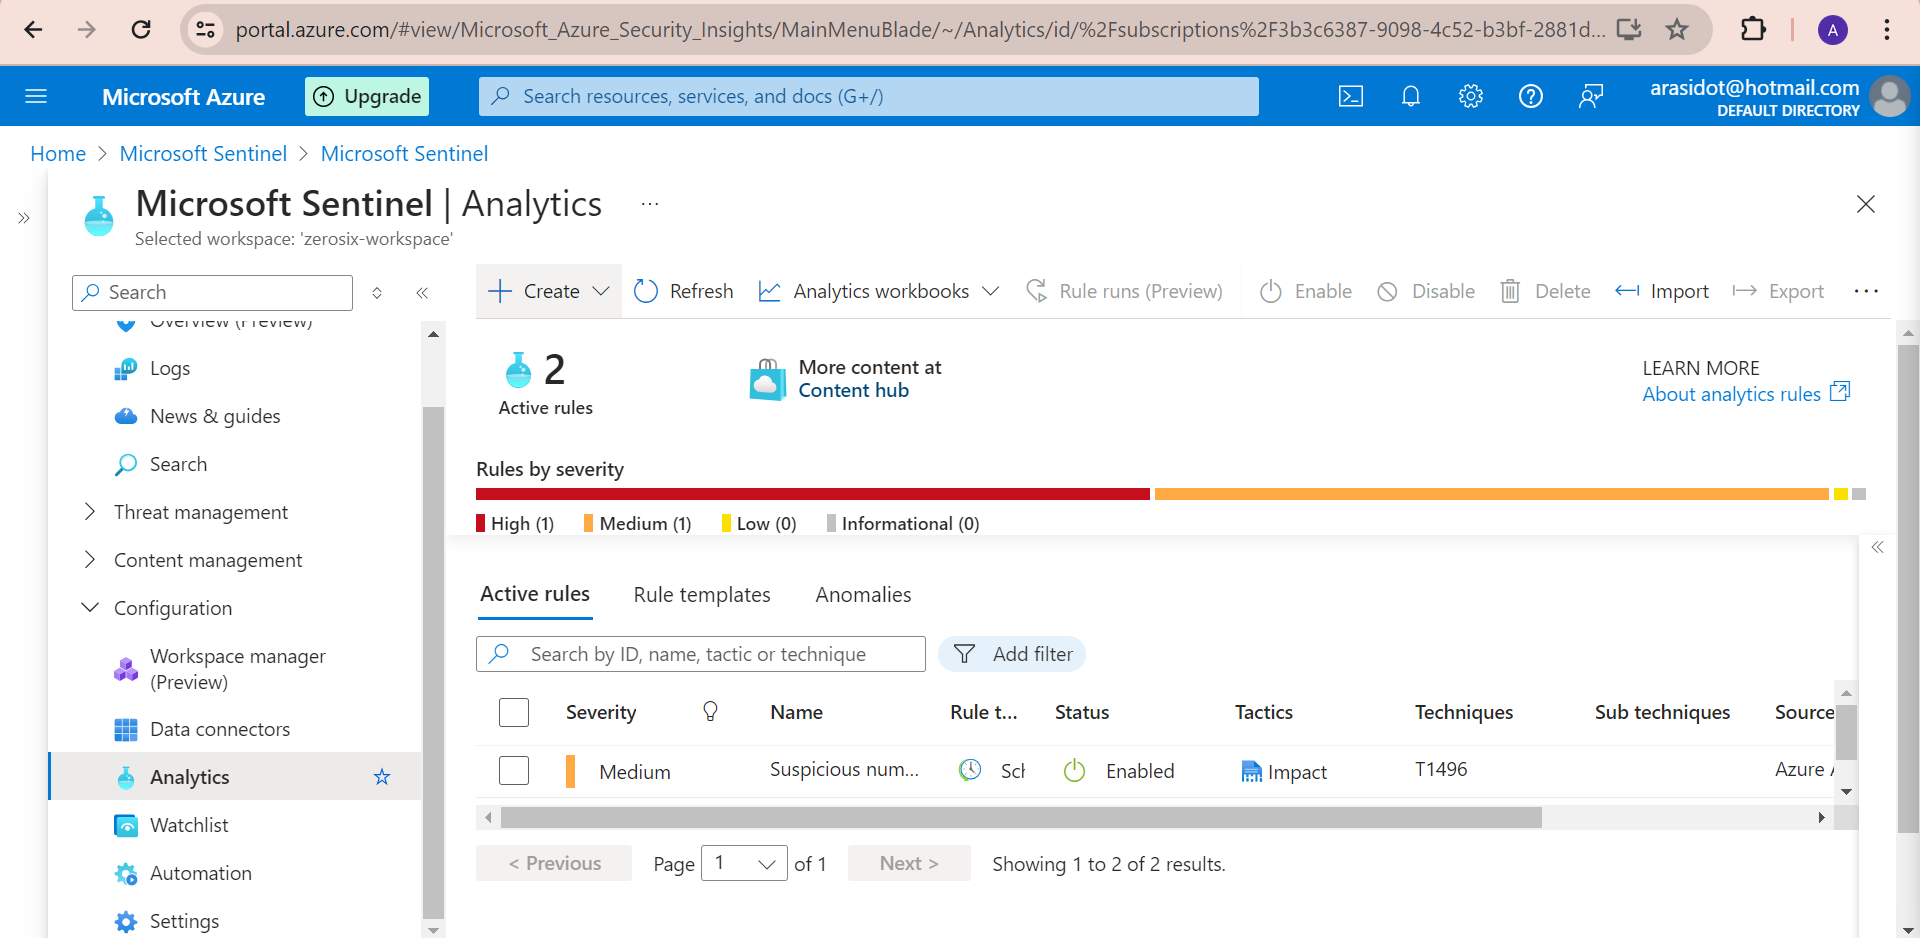 portal.azure.com/#view/Microsoft_Azure_Security_Insights/MainMenuBlade/~/Analytics/id/%2Fsubscriptions%2F3b3c6387-9098-4c52-b3bf-2881d...
A
Microsoft Azure
Upgrade
Search resources, services, and docs (G+/)
arasidot@hotmail.com
DEFAULT DIRECTORY
Home > Microsoft Sentinel > Microsoft Sentinel
Microsoft Sentinel | Analytics ...
Selected workspace: 'zerosix-workspace'
Search
Overview (Preview)
Logs
News & guides
Search
Threat management
Content management
Configuration
Workspace manager
(Preview)
Data connectors
Analytics
Watchlist
Automation
Settings
Create
Refresh
Analytics workbooks
Rule runs (Preview)
Enable
Disable
Delete
Import
Export
...
2
Active rules
More content at
Content hub
LEARN MORE
About analytics rules
Rules by severity
High (1)
Medium (1)
Low (0)
Informational (0)
Active rules
Rule templates
Anomalies
Search by ID, name, tactic or technique
Add filter
Severity Name Rule t... Status Tactics Techniques Sub techniques Source
Medium Suspicious num... Sch Enabled Impact T1496 Azure A
< Previous
Page 1 of 1
Next >
Showing 1 to 2 of 2 results.